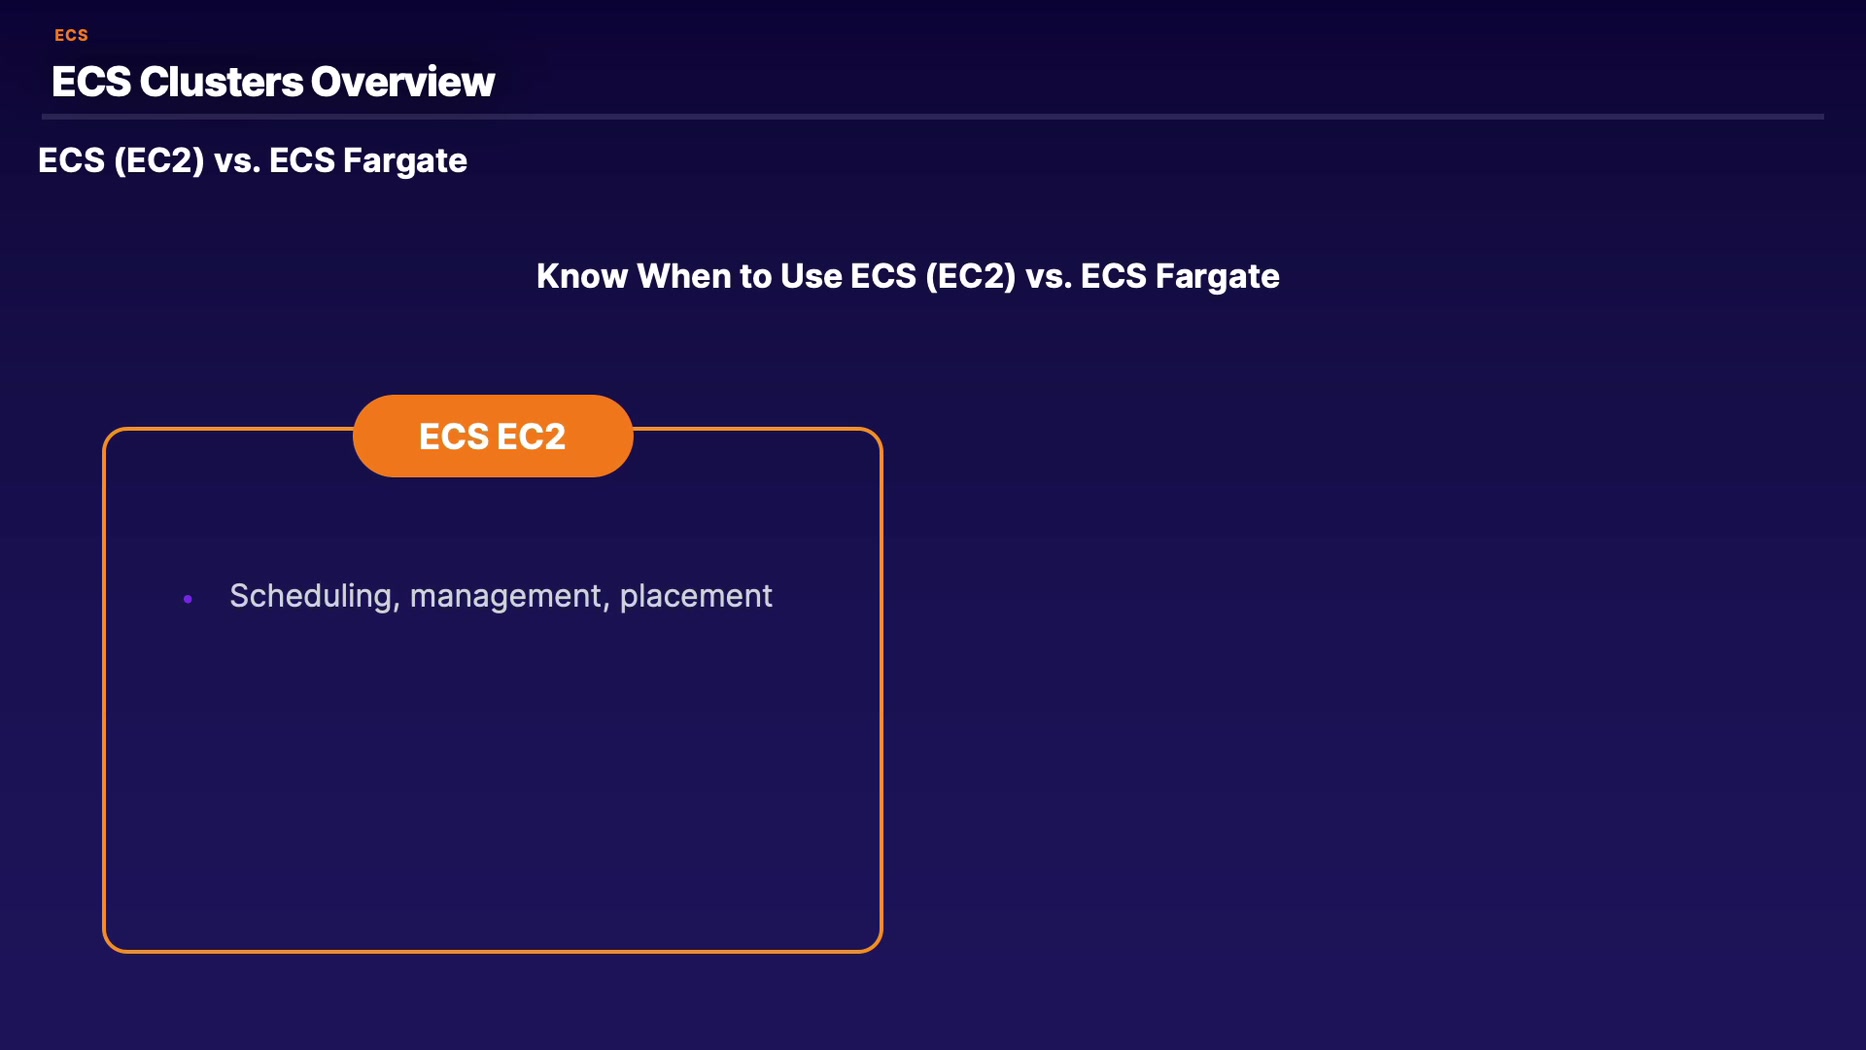 ECS
ECS Clusters Overview
ECS (EC2) vs. ECS Fargate
Know When to Use ECS (EC2) vs. ECS Fargate
ECS EC2
• Scheduling, management, placement